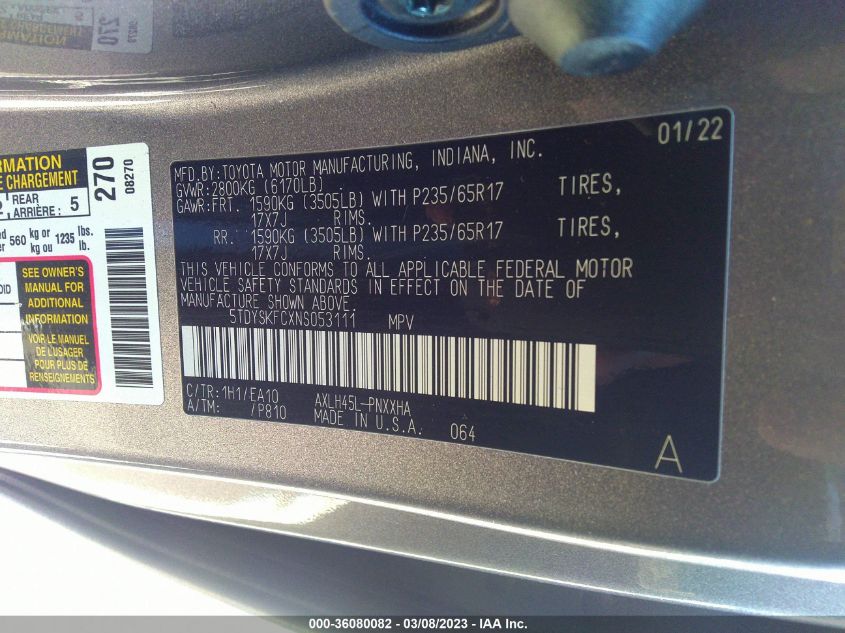 01/22
MFD.BY:TOYOTA MOTOR MANUFACTURING, INDIANA, INC.
GVWR:2800KG (6170LB)
GAWR:FRT. 1590KG (3505LB) WITH P235/65R17 TIRES,
17X7J RIMS.
RR. 1590KG (3505LB) WITH P235/65R17 TIRES,
17X7J RIMS.
THIS VEHICLE CONFORMS TO ALL APPLICABLE FEDERAL MOTOR
VEHICLE SAFETY STANDARDS IN EFFECT ON THE DATE OF
MANUFACTURE SHOWN ABOVE.
5TDYSKFCXNS053111 MPV
C/TR:1H1/EA10 AXLH45L-PNXXHA
A/TM: /P810 MADE IN U.S.A. 064
A
CHARGEMENT
REAR
ARRIÈRE: 5
560 kg or 1235 lbs.
kg ou lb.
SEE OWNER'S
MANUAL FOR
ADDITIONAL
INFORMATION
VOIR LE MANUEL
DE L'USAGER
POUR PLUS DE
RENSEIGNEMENTS
270
08270
270
000-36080082 - 03/08/2023 - IAA Inc.